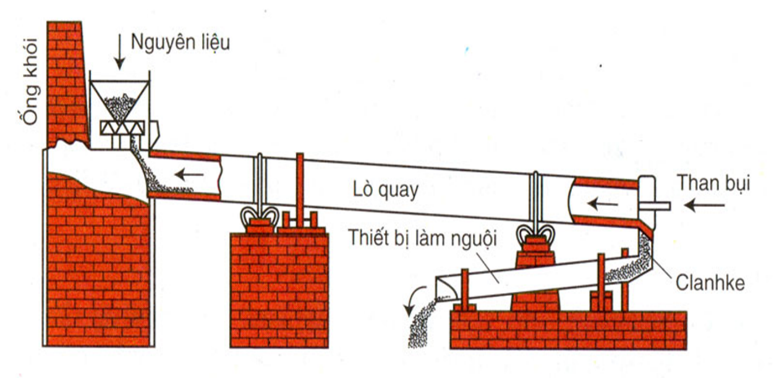 Nguyên liệu
Ống khói
Lò quay
Than bụi
Thiết bị làm nguội
Clanhke